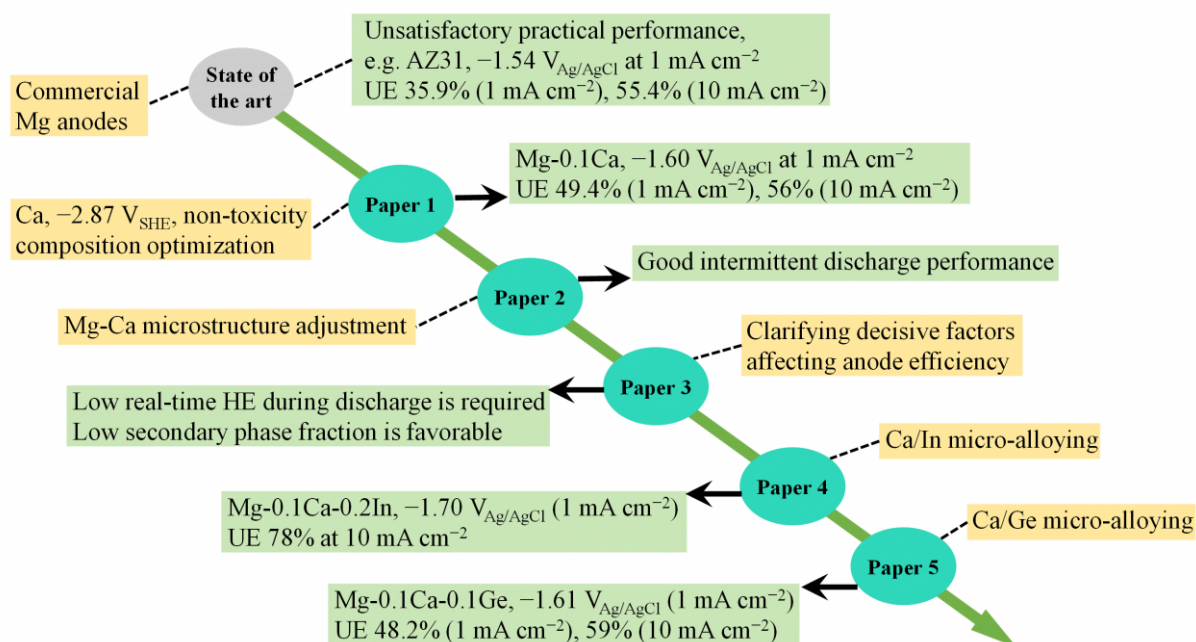 Unsatisfactory practical performance,
e.g. AZ31, −1.54 V_Ag/AgCl at 1 mA cm⁻²
UE 35.9% (1 mA cm⁻²), 55.4% (10 mA cm⁻²)
State of
the art
Commercial
Mg anodes
Mg-0.1Ca, −1.60 V_Ag/AgCl at 1 mA cm⁻²
UE 49.4% (1 mA cm⁻²), 56% (10 mA cm⁻²)
Paper 1
Ca, −2.87 V_SHE, non-toxicity
composition optimization
Good intermittent discharge performance
Paper 2
Mg-Ca microstructure adjustment
Clarifying decisive factors
affecting anode efficiency
Paper 3
Low real-time HE during discharge is required
Low secondary phase fraction is favorable
Ca/In micro-alloying
Paper 4
Mg-0.1Ca-0.2In, −1.70 V_Ag/AgCl (1 mA cm⁻²)
UE 78% at 10 mA cm⁻²
Ca/Ge micro-alloying
Paper 5
Mg-0.1Ca-0.1Ge, −1.61 V_Ag/AgCl (1 mA cm⁻²)
UE 48.2% (1 mA cm⁻²), 59% (10 mA cm⁻²)